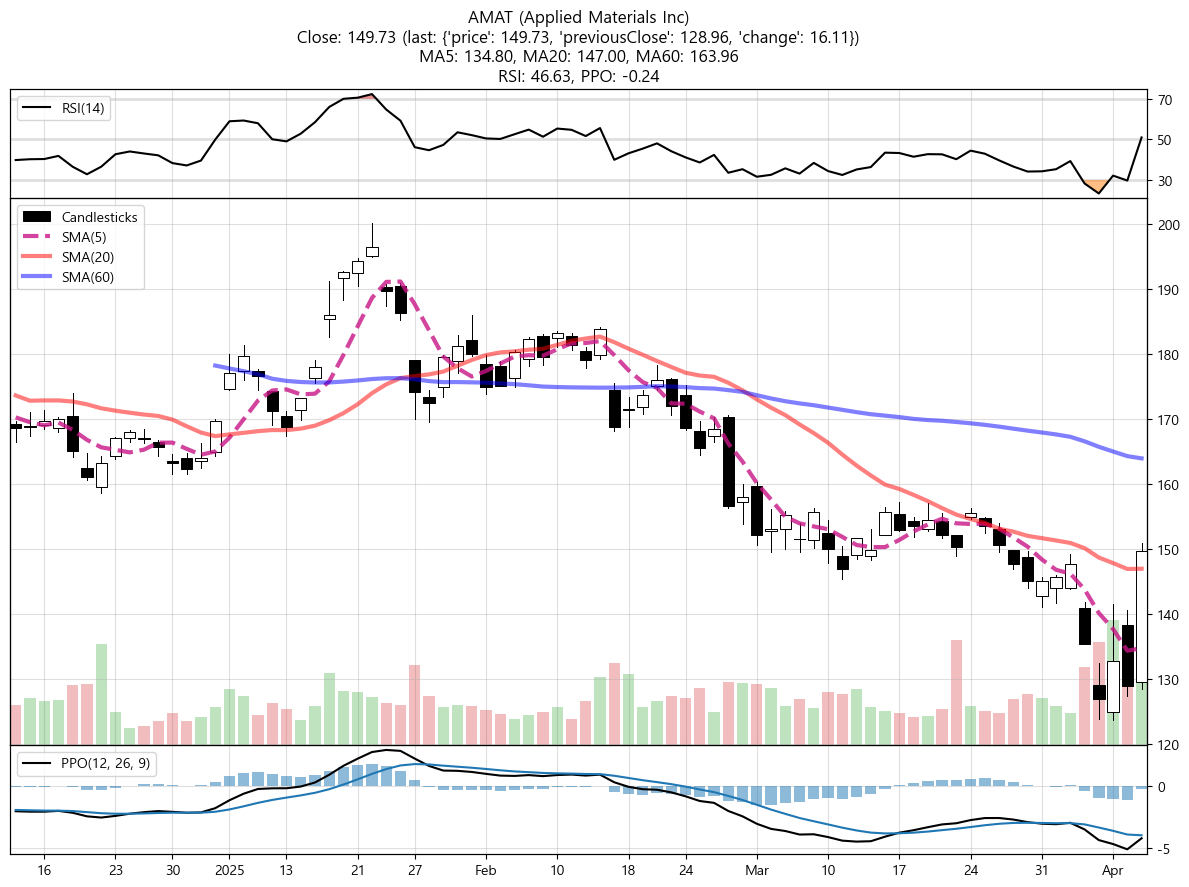 AMAT (Applied Materials Inc)
Close: 149.73 (last: {'price': 149.73, 'previousClose': 128.96, 'change': 16.11})
MA5: 134.80, MA20: 147.00, MA60: 163.96
RSI: 46.63, PPO: -0.24
RSI(14)
70
50
30
Candlesticks
SMA(5)
SMA(20)
SMA(60)
200
190
180
170
160
150
140
130
120
PPO(12, 26, 9)
0
-5
16 23 30 2025 13 21 27 Feb 10 18 24 Mar 10 17 24 31 Apr